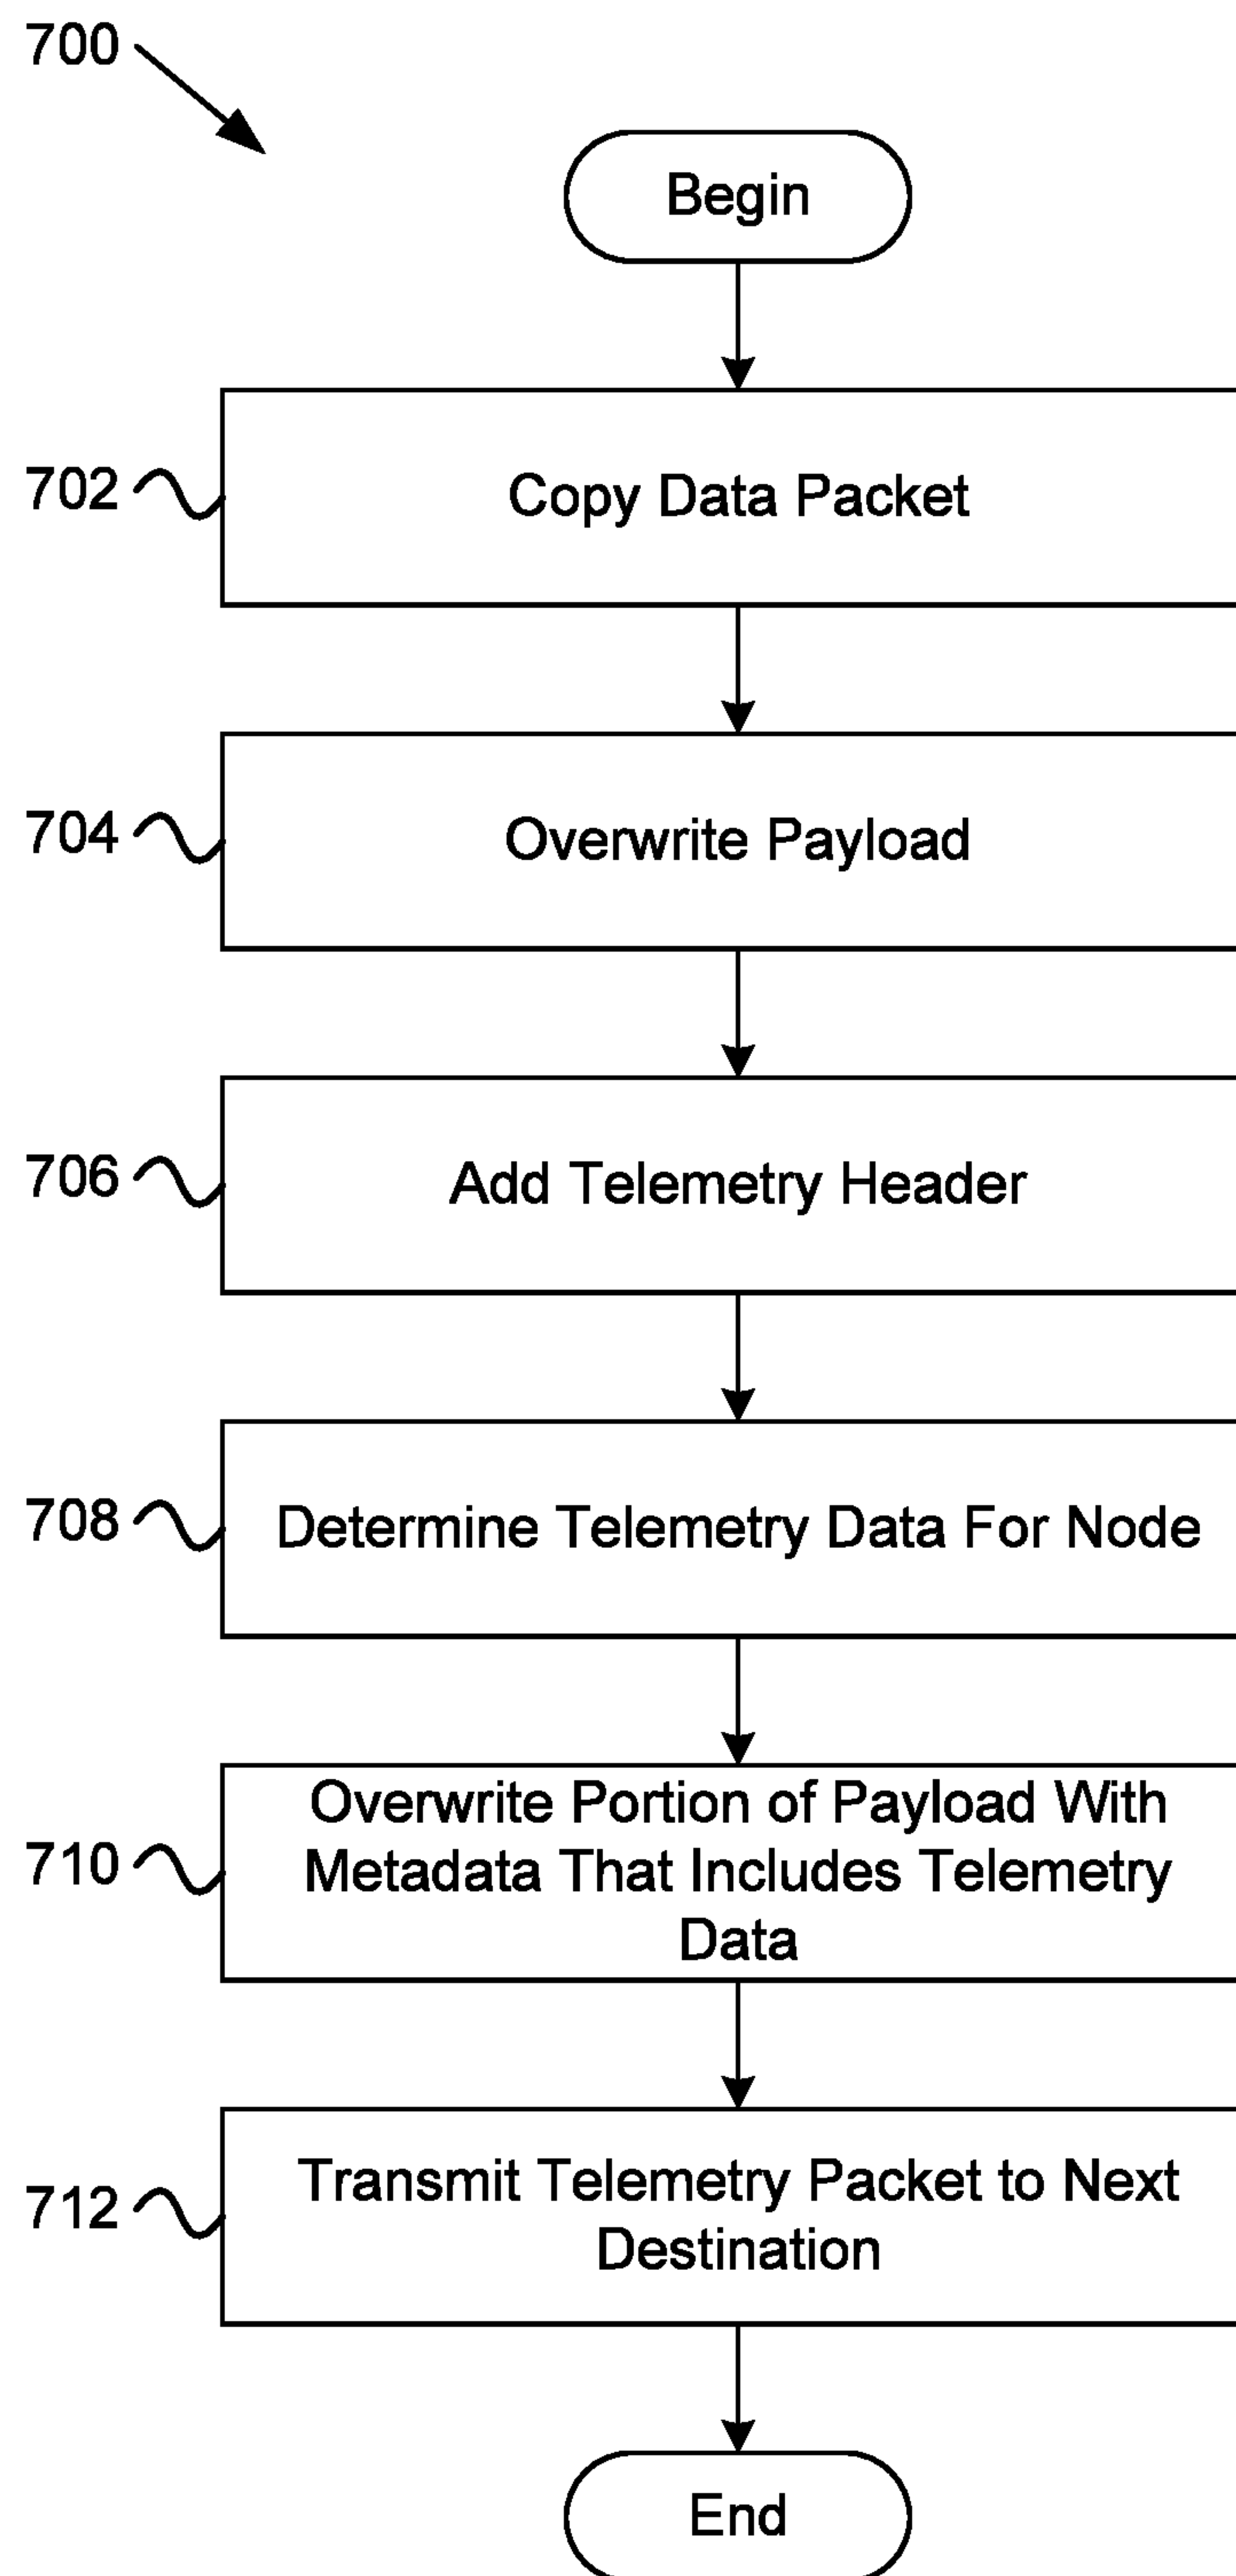 700
Begin
702
Copy Data Packet
704
Overwrite Payload
706
Add Telemetry Header
708
Determine Telemetry Data For Node
710
Overwrite Portion of Payload With
Metadata That Includes Telemetry
Data
712
Transmit Telemetry Packet to Next
Destination
End